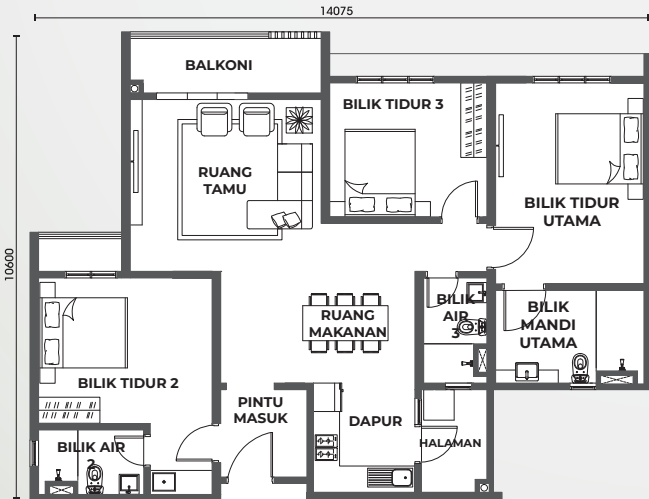 14075
BALKONI
BILIK TIDUR 3
RUANG
TAMU
BILIK TIDUR
UTAMA
10600
BILIK
AIR
3
BILIK
MANDI
UTAMA
RUANG
MAKANAN
BILIK TIDUR 2
PINTU
MASUK
DAPUR
HALAMAN
BILIK AIR
2